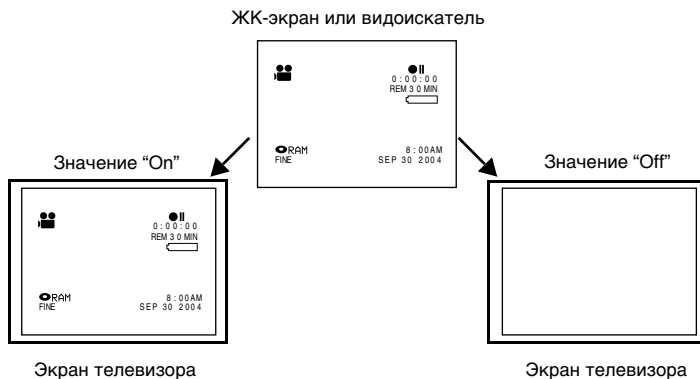 ЖК-экран или видоискатель
0:00:00
REM 30 MIN
RAM
FINE
8:00AM
SEP 30 2004
Значение “On”
0:00:00
REM 30 MIN
RAM
FINE
8:00AM
SEP 30 2004
Экран телевизора
Значение “Off”
Экран телевизора